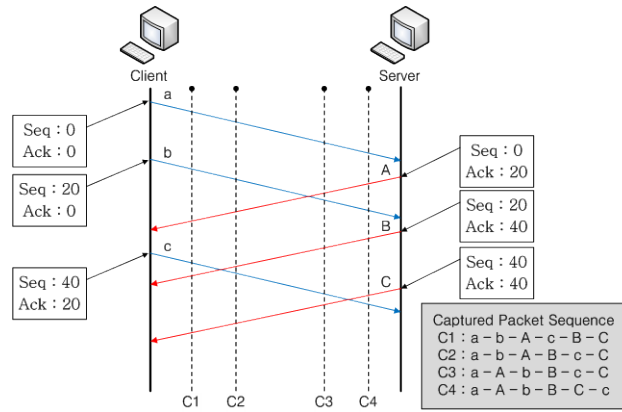 Client
Server
a
Seq : 0
Ack : 0
b
Seq : 20
Ack : 0
c
Seq : 40
Ack : 20
A
Seq : 0
Ack : 20
B
Seq : 20
Ack : 40
C
Seq : 40
Ack : 40
C1
C2
C3
C4
Captured Packet Sequence
C1 : a – b – A – c – B – C
C2 : a – b – A – B – c – C
C3 : a – A – b – B – c – C
C4 : a – A – b – B – C – c